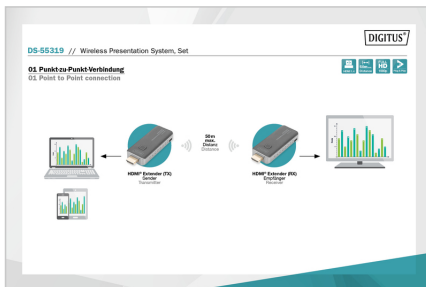 DIGITUS®
DS-55319 // Wireless Presentation System, Set
01 Punkt-zu-Punkt-Verbindung
01 Point to Point connection
50m
max.
Distanz
Distance
HDMI® Extender (TX)
Sender
Transmitter
HDMI® Extender (RX)
Empfänger
Receiver